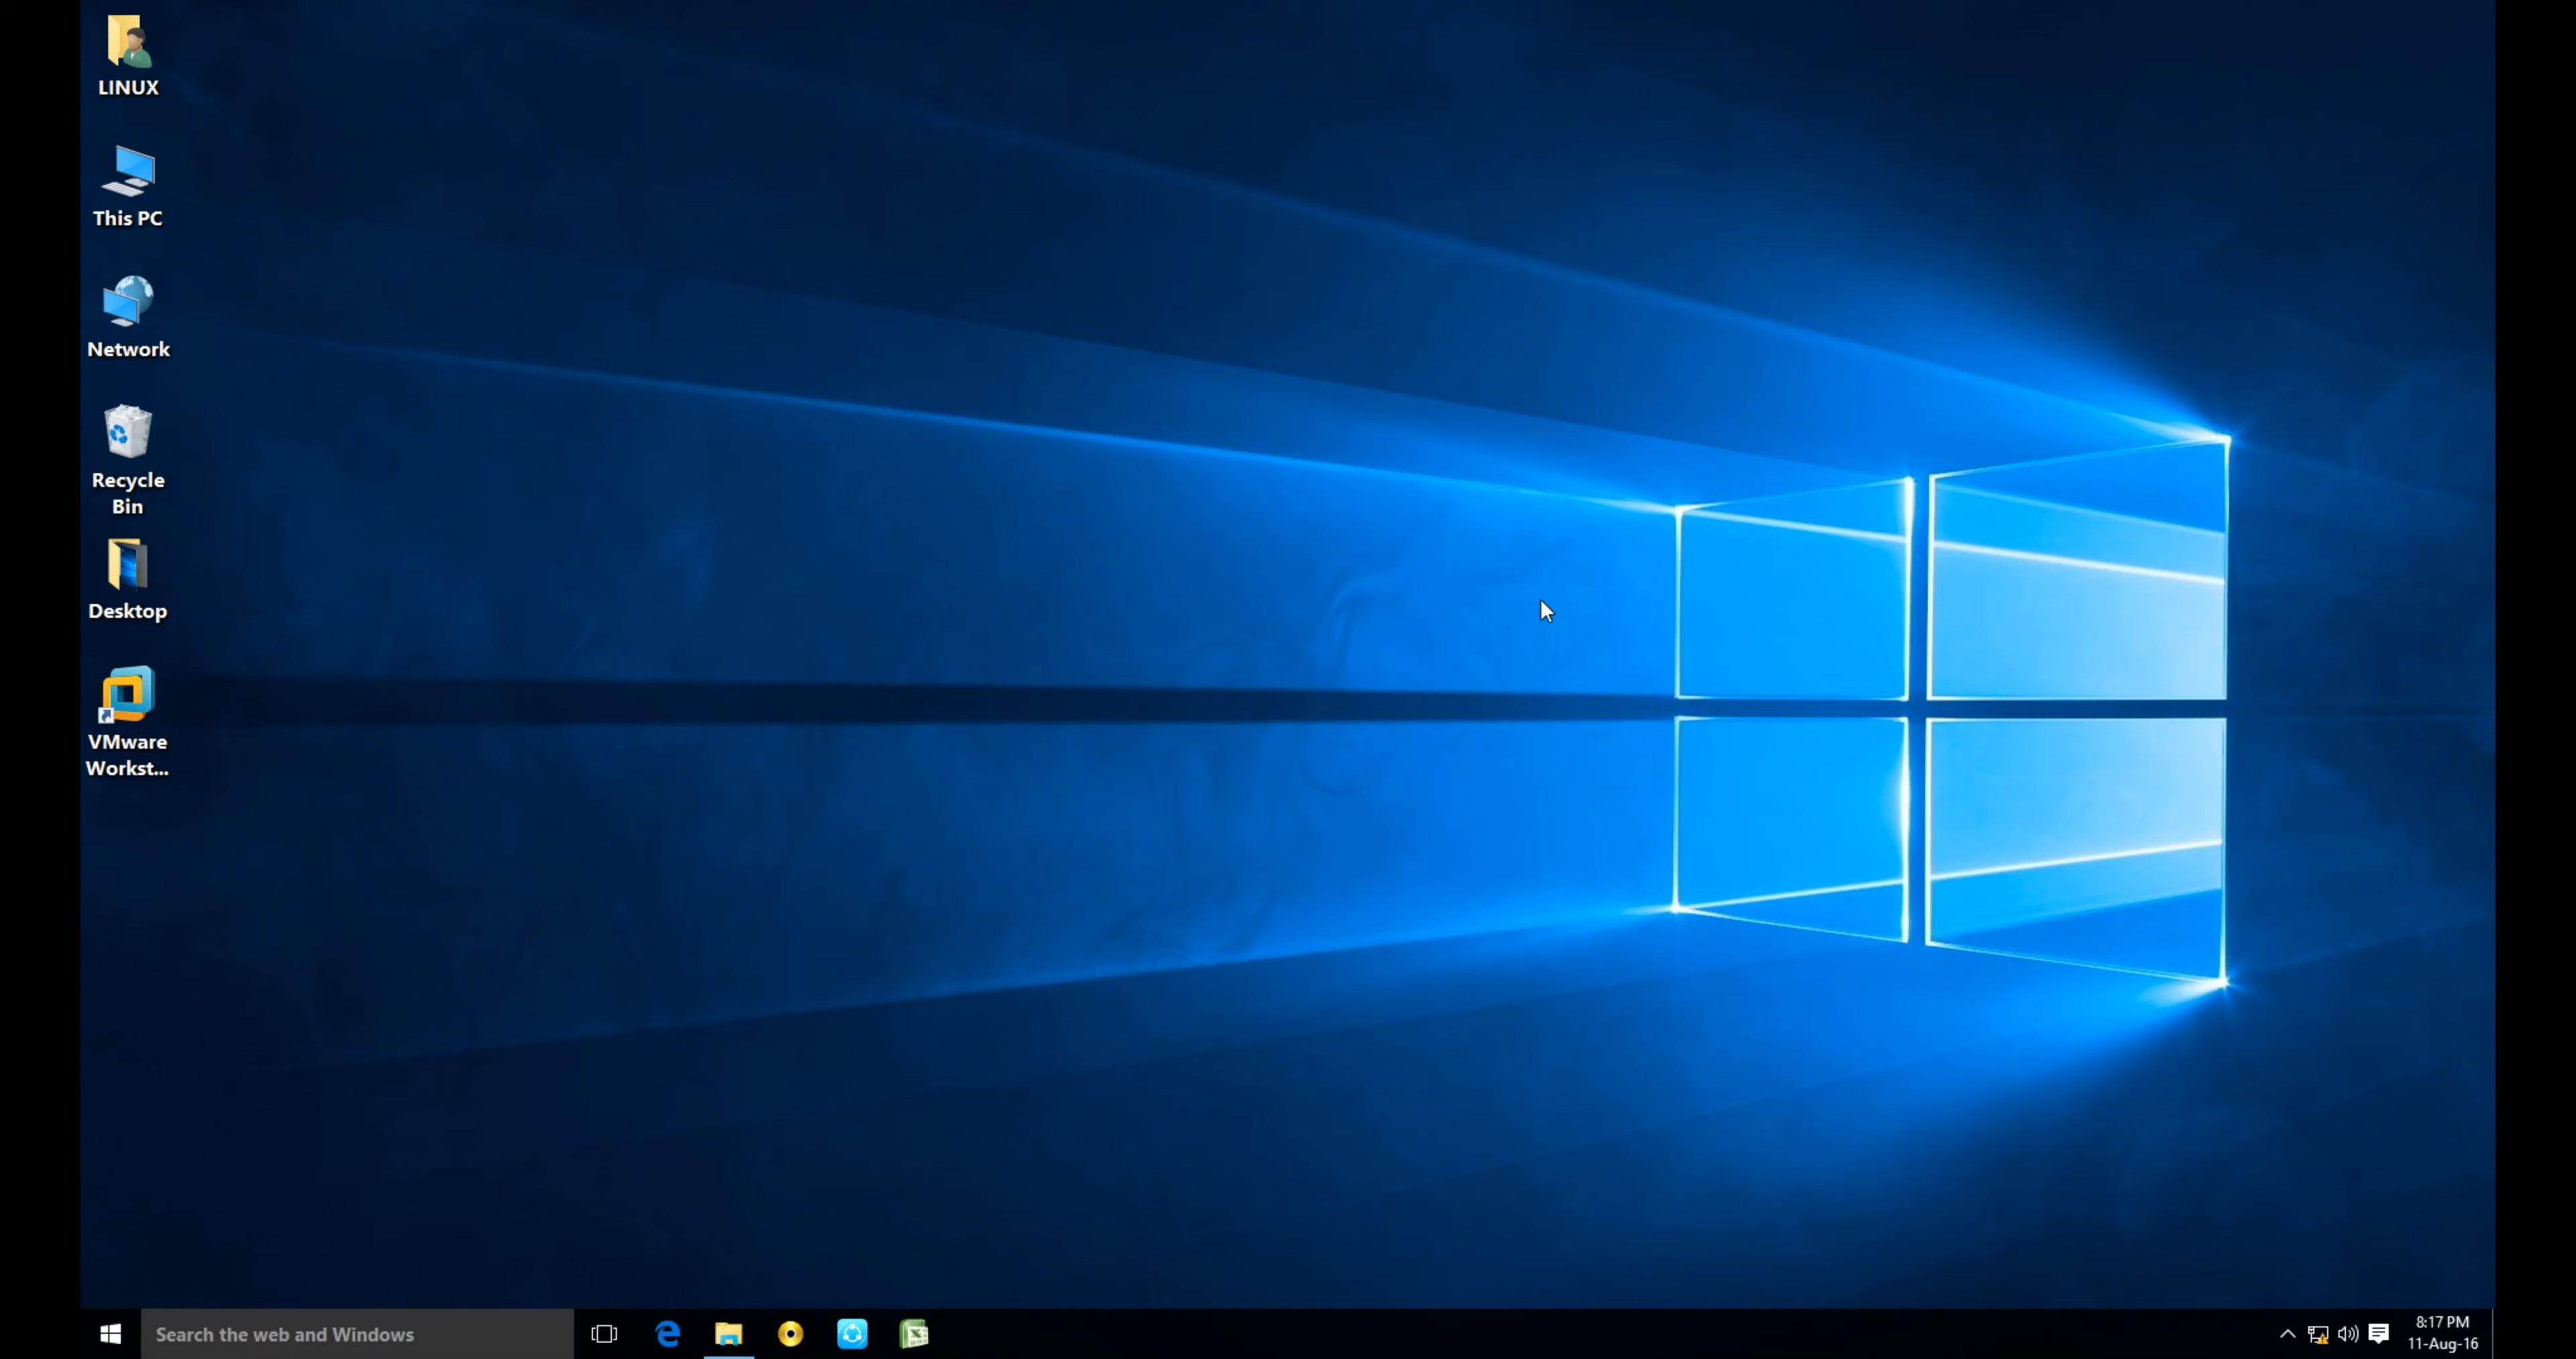 LINUX
This PC
Network
Recycle
Bin
Desktop
VMware
Workst...
Search the web and Windows
8:17 PM
11-Aug-16